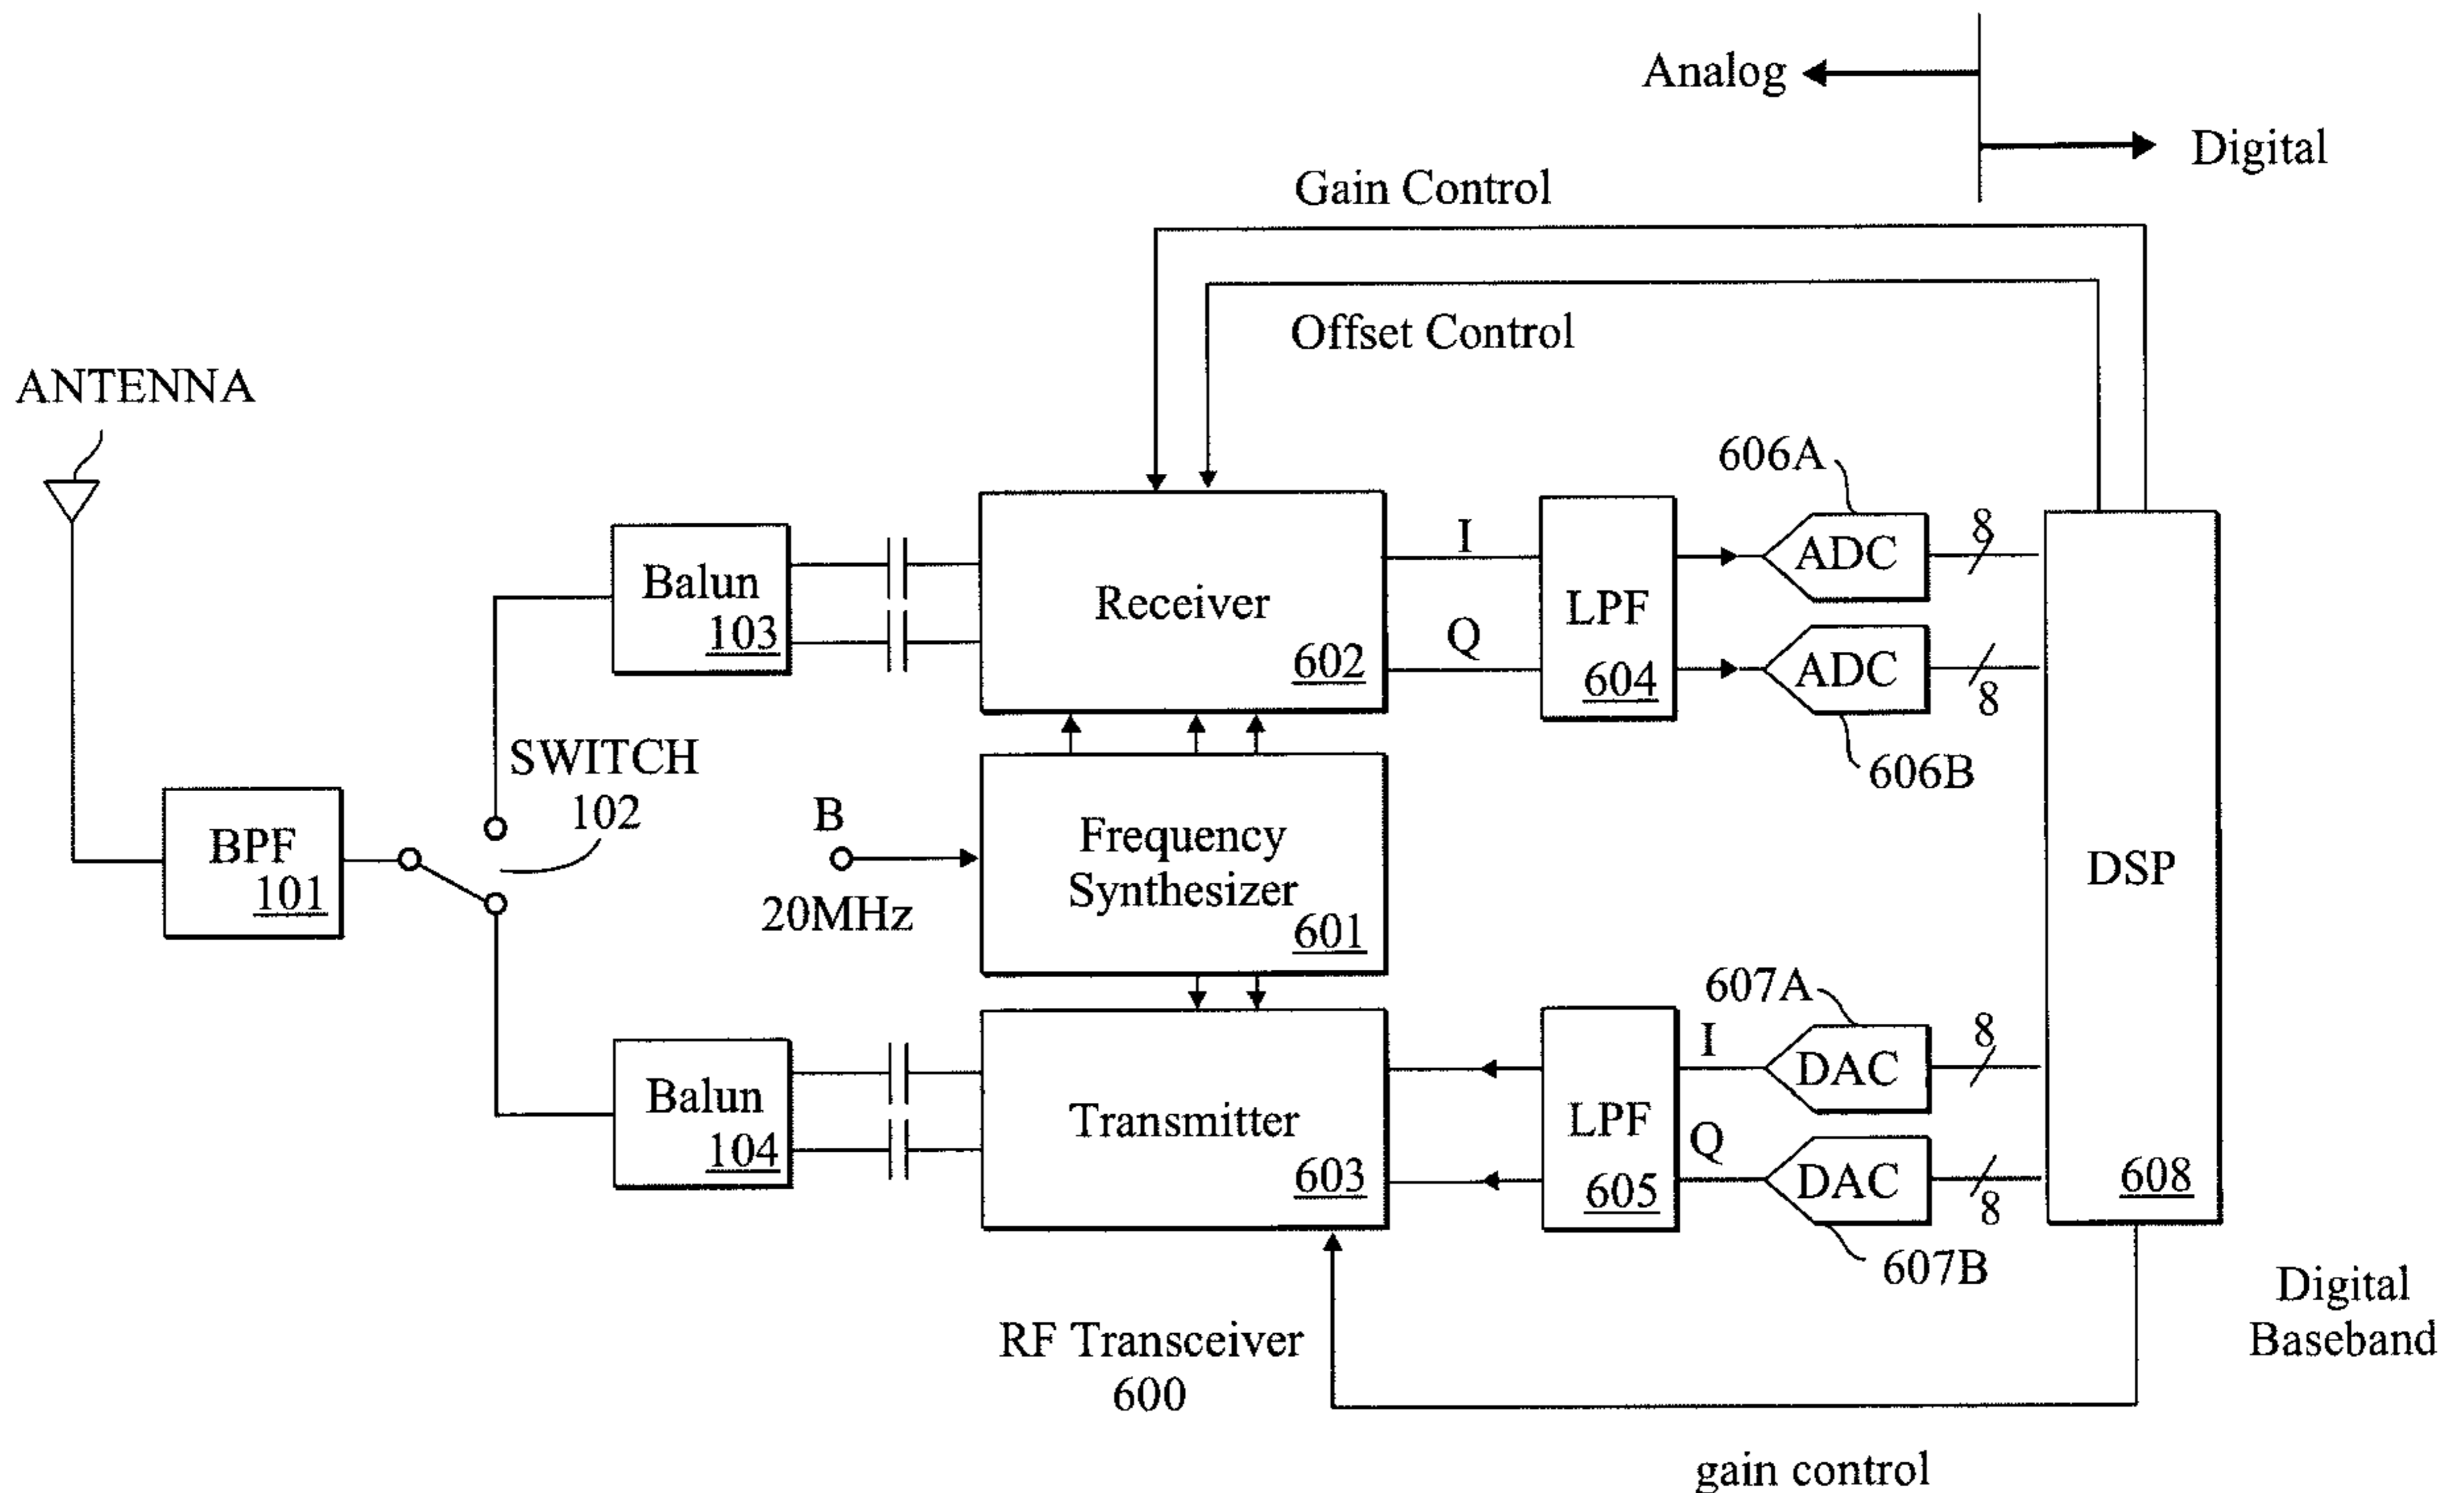 Analog
Digital
Gain Control
Offset Control
ANTENNA
606A
8
ADC
Balun
103
I
Receiver
602
Q
LPF
604
ADC
8
606B
SWITCH
102
B
20MHz
BPF
101
Frequency
Synthesizer
601
DSP
608
607A
I
8
DAC
Balun
104
Transmitter
603
LPF
605
Q
DAC
8
607B
Digital
Baseband
RF Transceiver
600
gain control